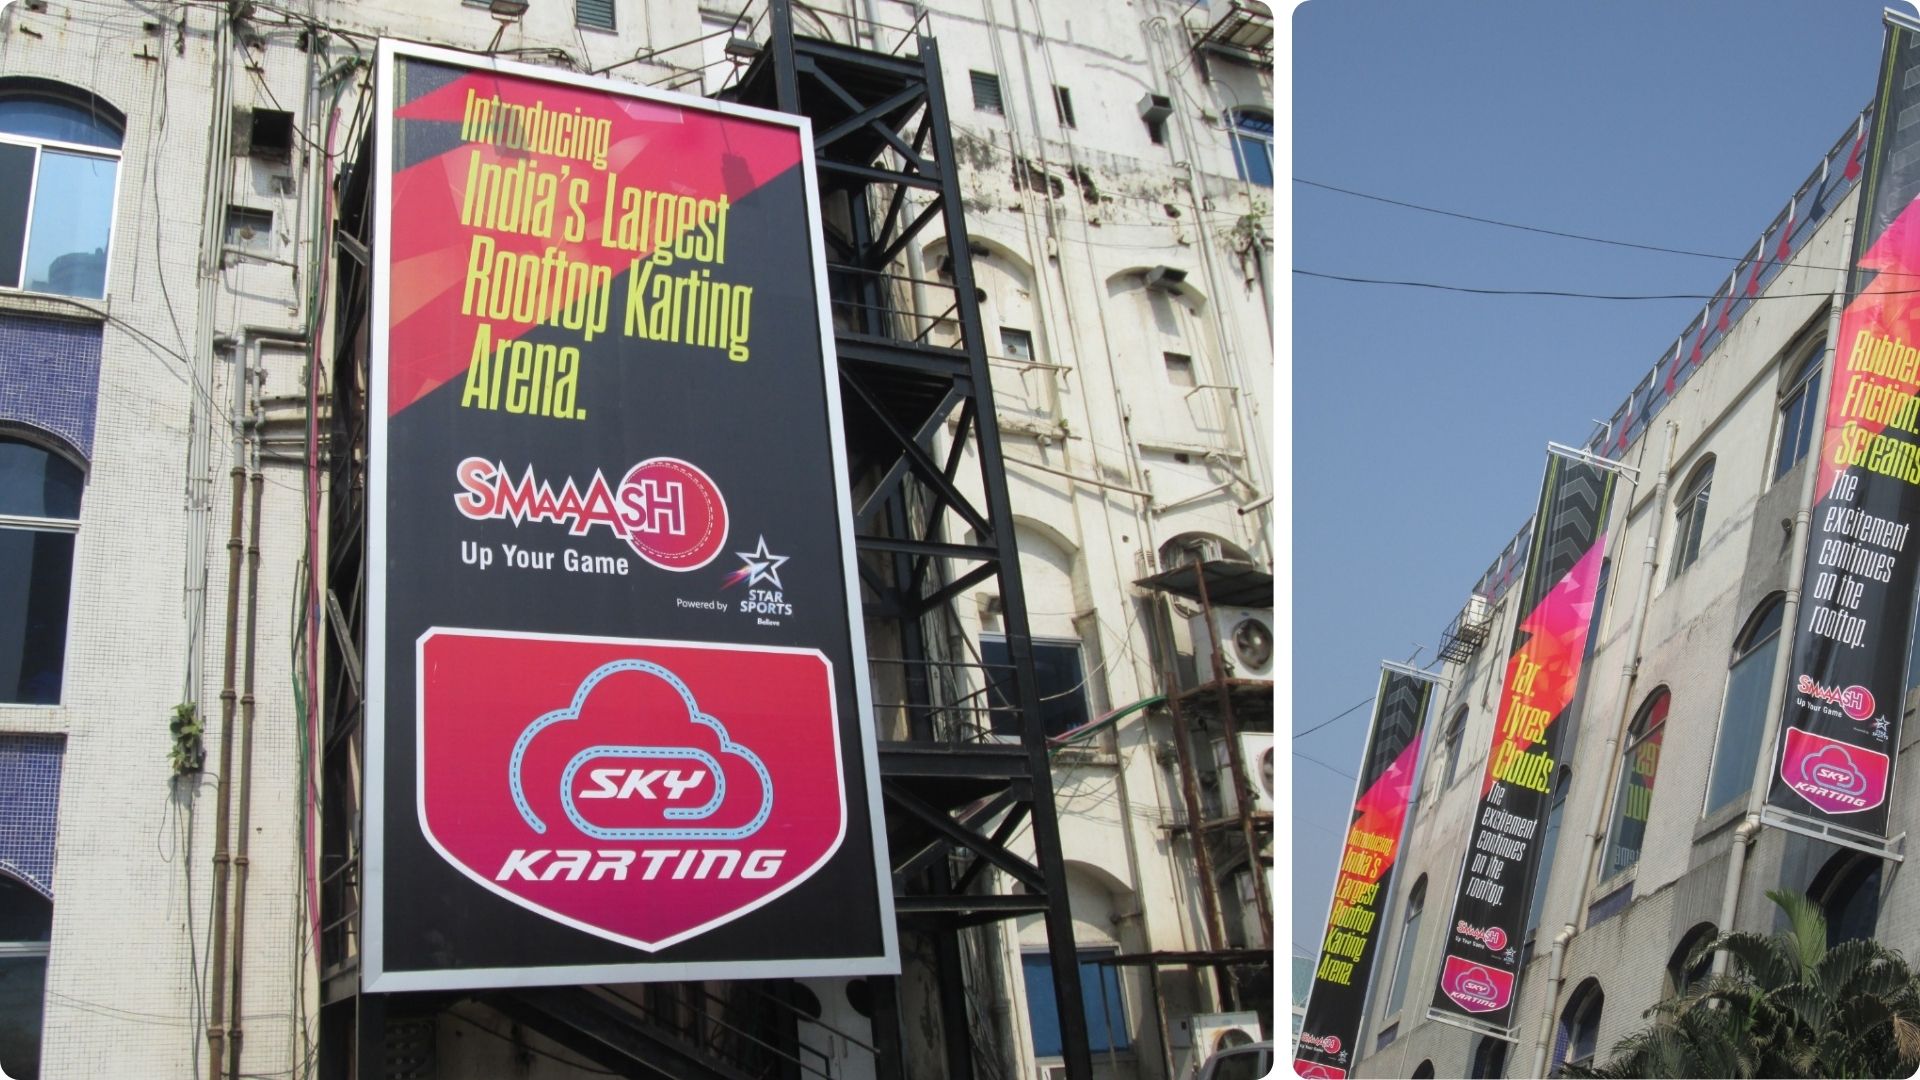 Introducing
India's Largest
Rooftop Karting
Arena.
SMAAASH
Up Your Game
Powered by
STAR
SPORTS
Believe
SKY
KARTING
Introducing
India's
Largest
Rooftop
Karting
Arena.
SMAAASH
Up Your Game
Tar.
Tyres.
Clouds.
The
excitement
continues
on the
rooftop.
SMAAASH
Up Your Game
SKY
KARTING
Rubber.
Friction.
Screams
The
excitement
continues
on the
rooftop.
SMAAASH
Up Your Game
STAR
SPORTS
SKY
KARTING